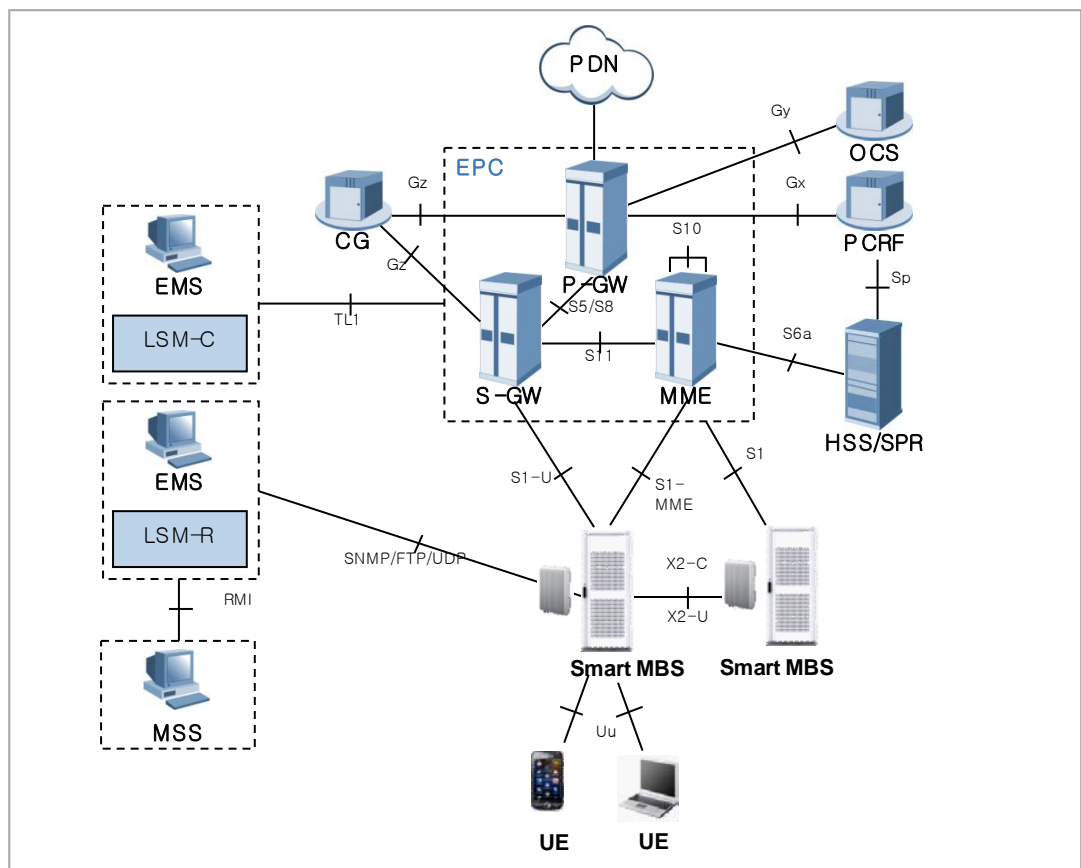 PDN
Gy
OCS
EPC
Gz
Gx
CG
S10
PCRF
Gz
P-GW
Sp
EMS
S5/S8
TL1
LSM-C
S11
S6a
S-GW
MME
HSS/SPR
EMS
S1
S1-U
S1-
MME
LSM-R
SNMP/FTP/UDP
X2-C
RMI
X2-U
Smart MBS
Smart MBS
MSS
Uu
UE
UE